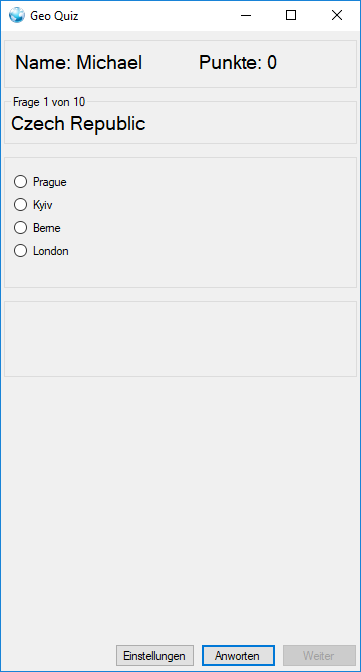 Geo Quiz
Name: Michael Punkte: 0
Frage 1 von 10
Czech Republic
Prague
Kyiv
Berne
London
Einstellungen Anworten Weiter